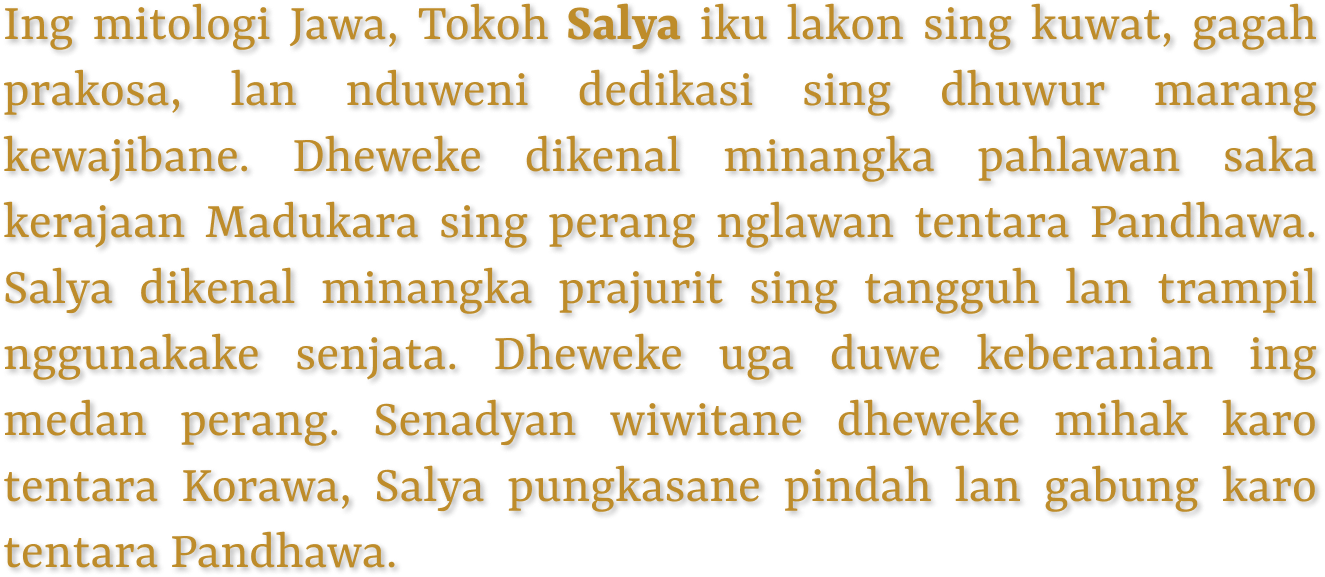 Ing mitologi Jawa, Tokoh Salya iku lakon sing kuwat, gagah
prakosa, lan nduweni dedikasi sing dhuwur marang
kewajibane. Dheweke dikenal minangka pahlawan saka
kerajaan Madukara sing perang nglawan tentara Pandhawa.
Salya dikenal minangka prajurit sing tangguh lan trampil
nggunakake senjata. Dheweke uga duwe keberanian ing
medan perang. Senadyan wiwitane dheweke mihak karo
tentara Korawa, Salya pungkasane pindah lan gabung karo
tentara Pandhawa.